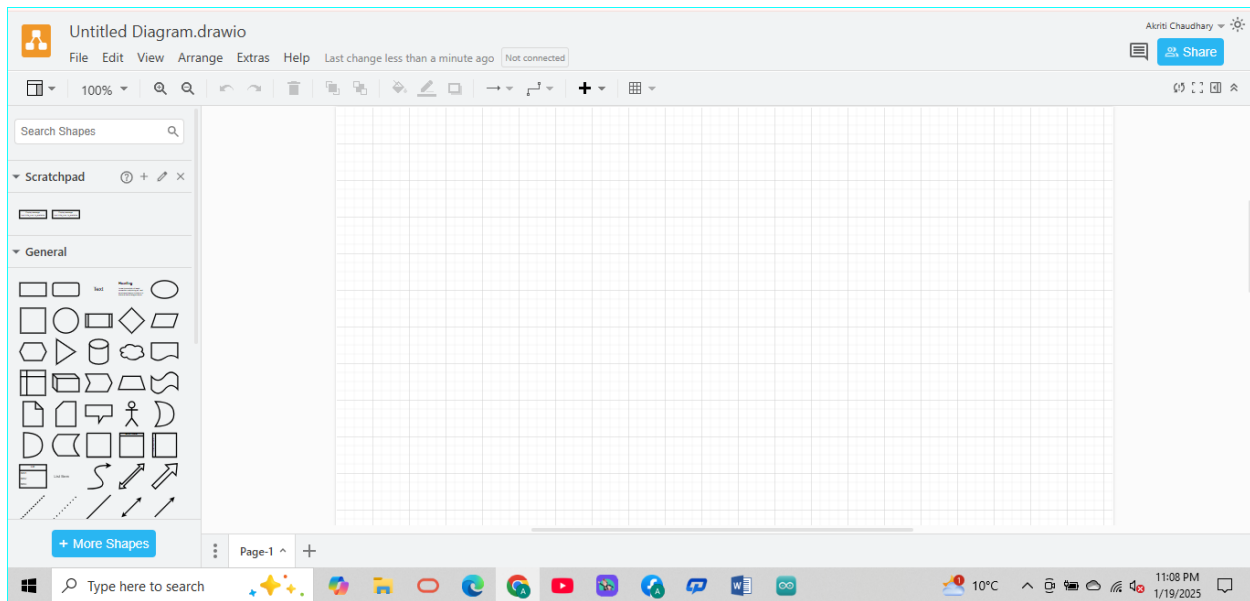 Untitled Diagram.drawio
Akriti Chaudhary
File Edit View Arrange Extras Help Last change less than a minute ago Not connected
Share
100%
Search Shapes
Scratchpad
General
Text
Heading
+ More Shapes
Page-1
Type here to search
10°C
11:08 PM
1/19/2025